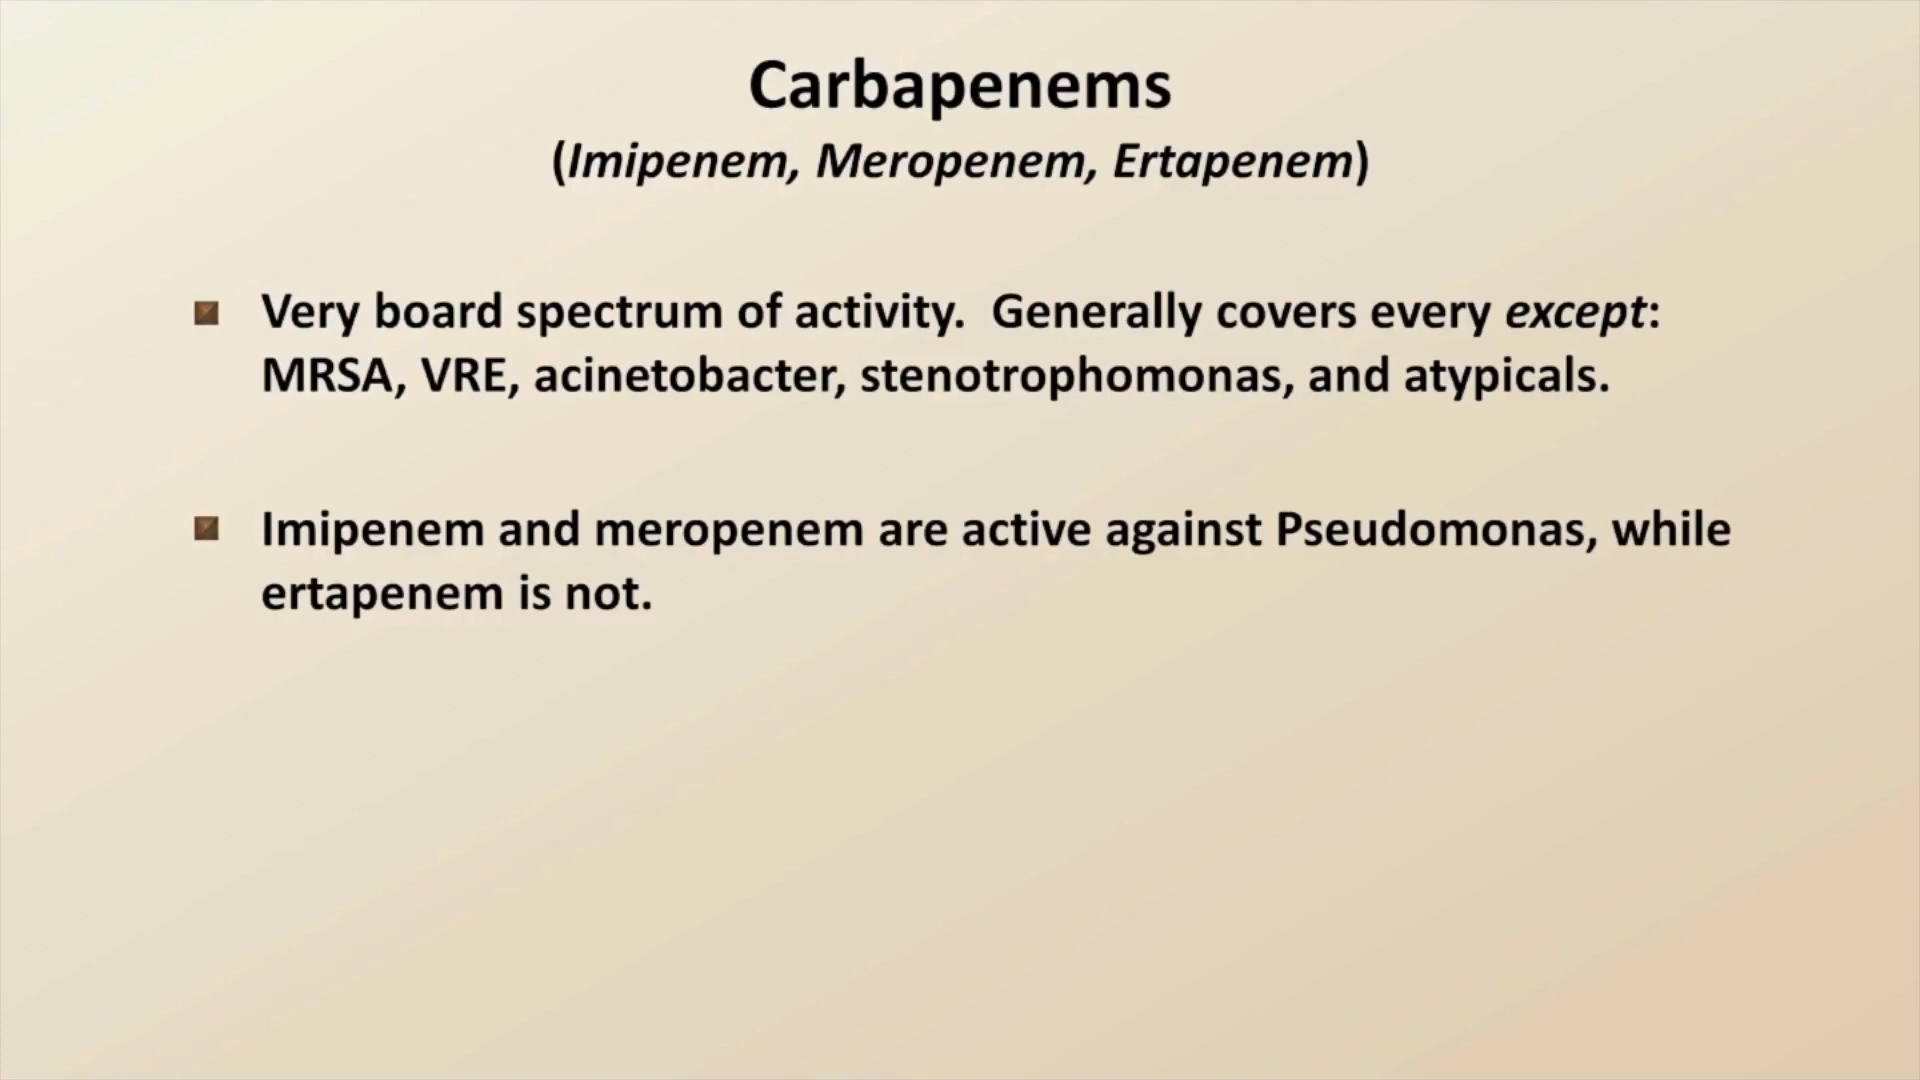 Carbapenems
(Imipenem, Meropenem, Ertapenem)
Very board spectrum of activity. Generally covers every except:
MRSA, VRE, acinetobacter, stenotrophomonas, and atypicals.
Imipenem and meropenem are active against Pseudomonas, while
ertapenem is not.